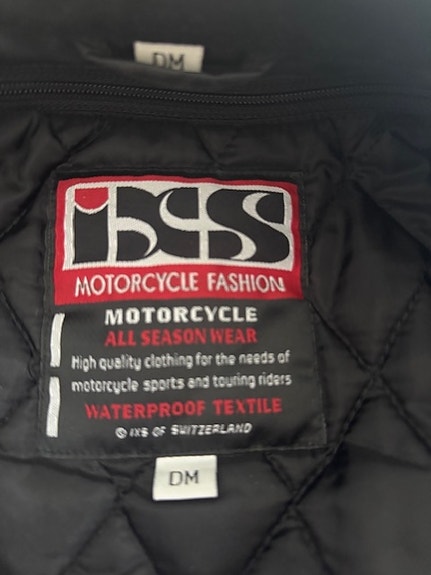 DM
iXS
MOTORCYCLE FASHION
MOTORCYCLE
ALL SEASON WEAR
High quality clothing for the needs of
motorcycle sports and touring riders
WATERPROOF TEXTILE
© IXS OF SWITZERLAND
DM